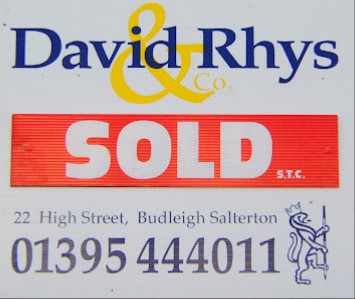 David Rhys
& Co.
SOLD S.T.C.
22 High Street, Budleigh Salterton
01395 444011